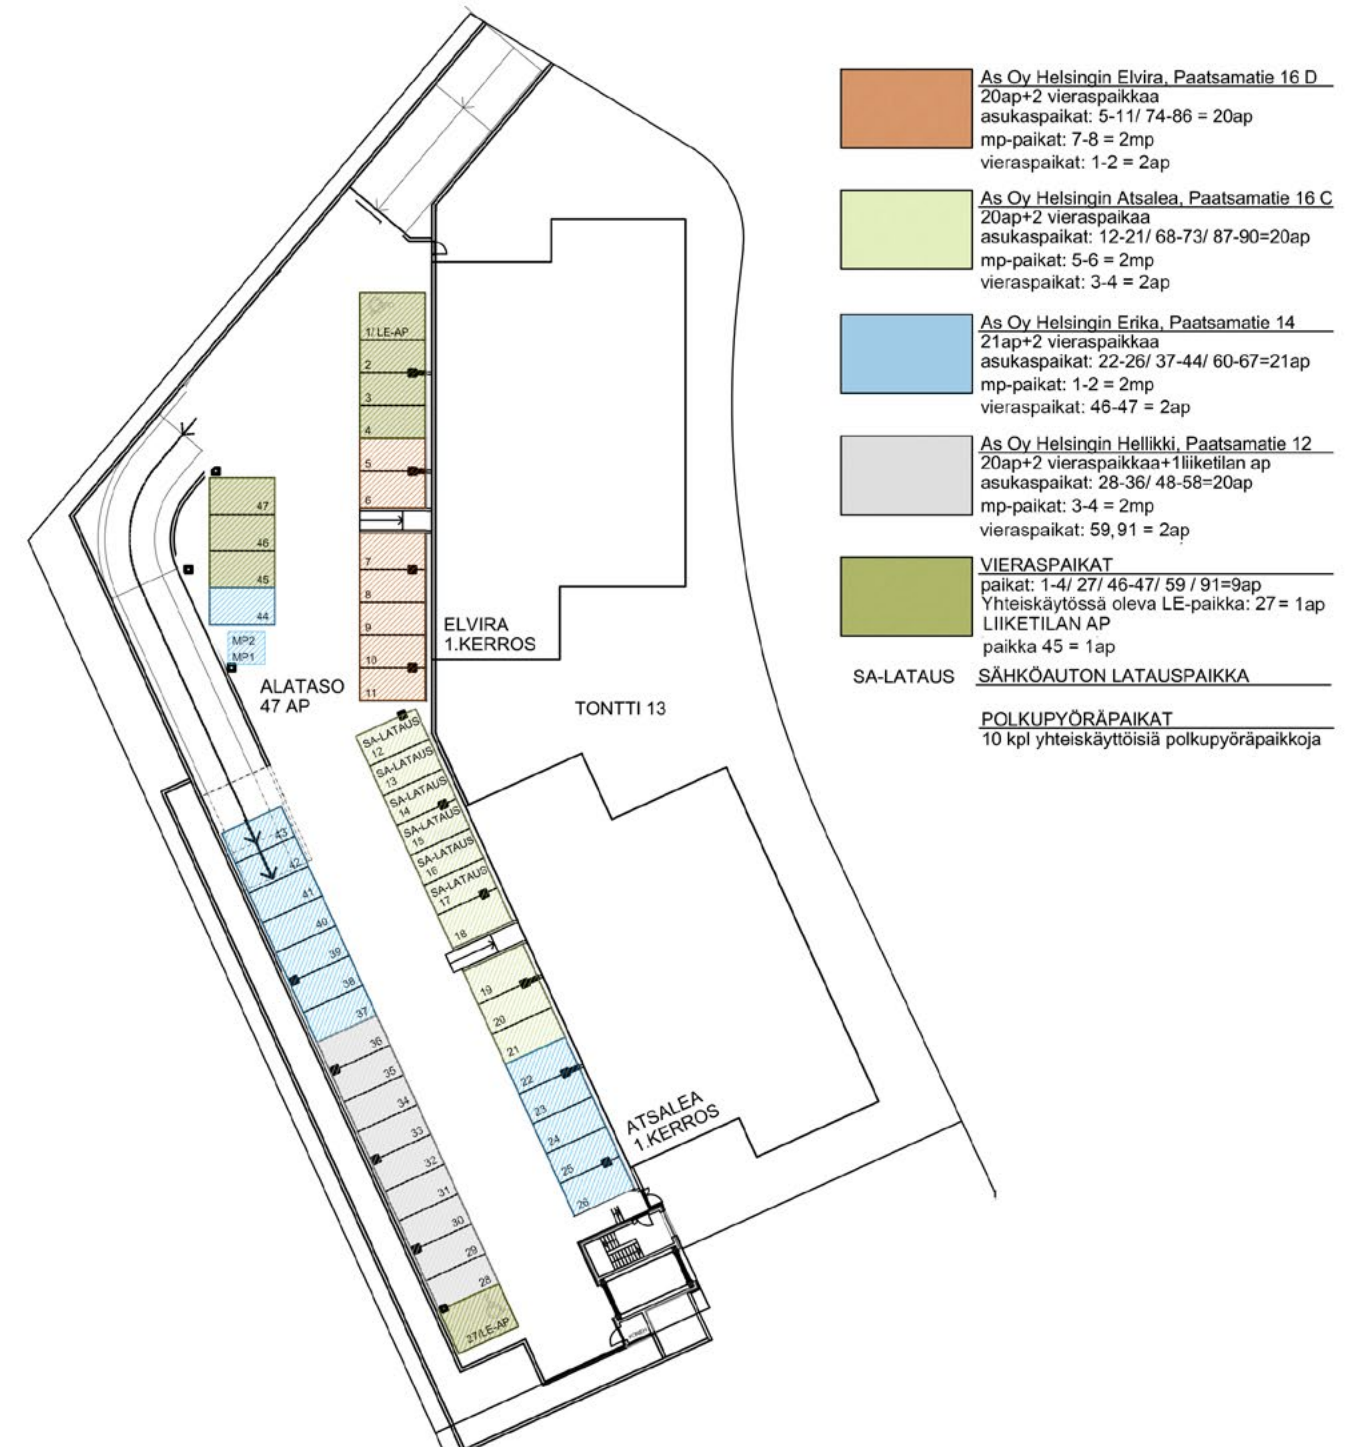 As Oy Helsingin Elvira, Paatsamatie 16 D
20ap+2 vieraspaikkaa
asukaspaikat: 5-11/ 74-86 = 20ap
mp-paikat: 7-8 = 2mp
vieraspaikat: 1-2 = 2ap
As Oy Helsingin Atsalea, Paatsamatie 16 C
20ap+2 vieraspaikaa
asukaspaikat: 12-21/ 68-73/ 87-90=20ap
mp-paikat: 5-6 = 2mp
vieraspaikat: 3-4 = 2ap
As Oy Helsingin Erika, Paatsamatie 14
21ap+2 vieraspaikkaa
asukaspaikat: 22-26/ 37-44/ 60-67=21ap
mp-paikat: 1-2 = 2mp
vieraspaikat: 46-47 = 2ap
As Oy Helsingin Hellikki, Paatsamatie 12
20ap+2 vieraspaikkaa+1liiketilan ap
asukaspaikat: 28-36/ 48-58=20ap
mp-paikat: 3-4 = 2mp
vieraspaikat: 59,91 = 2ap
VIERASPAIKAT
paikat: 1-4/ 27/ 46-47/ 59 / 91=9ap
Yhteiskäytössä oleva LE-paikka: 27 = 1ap
LIIKETILAN AP
paikka 45 = 1ap
SA-LATAUS SÄHKÖAUTON LATAUSPAIKKA
POLKUPYÖRÄPAIKAT
10 kpl yhteiskäyttöisiä polkupyöräpaikkoja
1/ LE-AP
2
3
4
5
6
7
8
9
10
11
47
46
45
44
MP2
MP1
ALATASO
47 AP
ELVIRA
1.KERROS
TONTTI 13
SA-LATAUS
12
SA-LATAUS
13
SA-LATAUS
14
SA-LATAUS
15
SA-LATAUS
16
SA-LATAUS
17
18
19
20
21
22
23
24
25
26
43
42
41
40
39
38
37
36
35
34
33
32
31
30
29
28
27/LE-AP
ATSALEA
1.KERROS